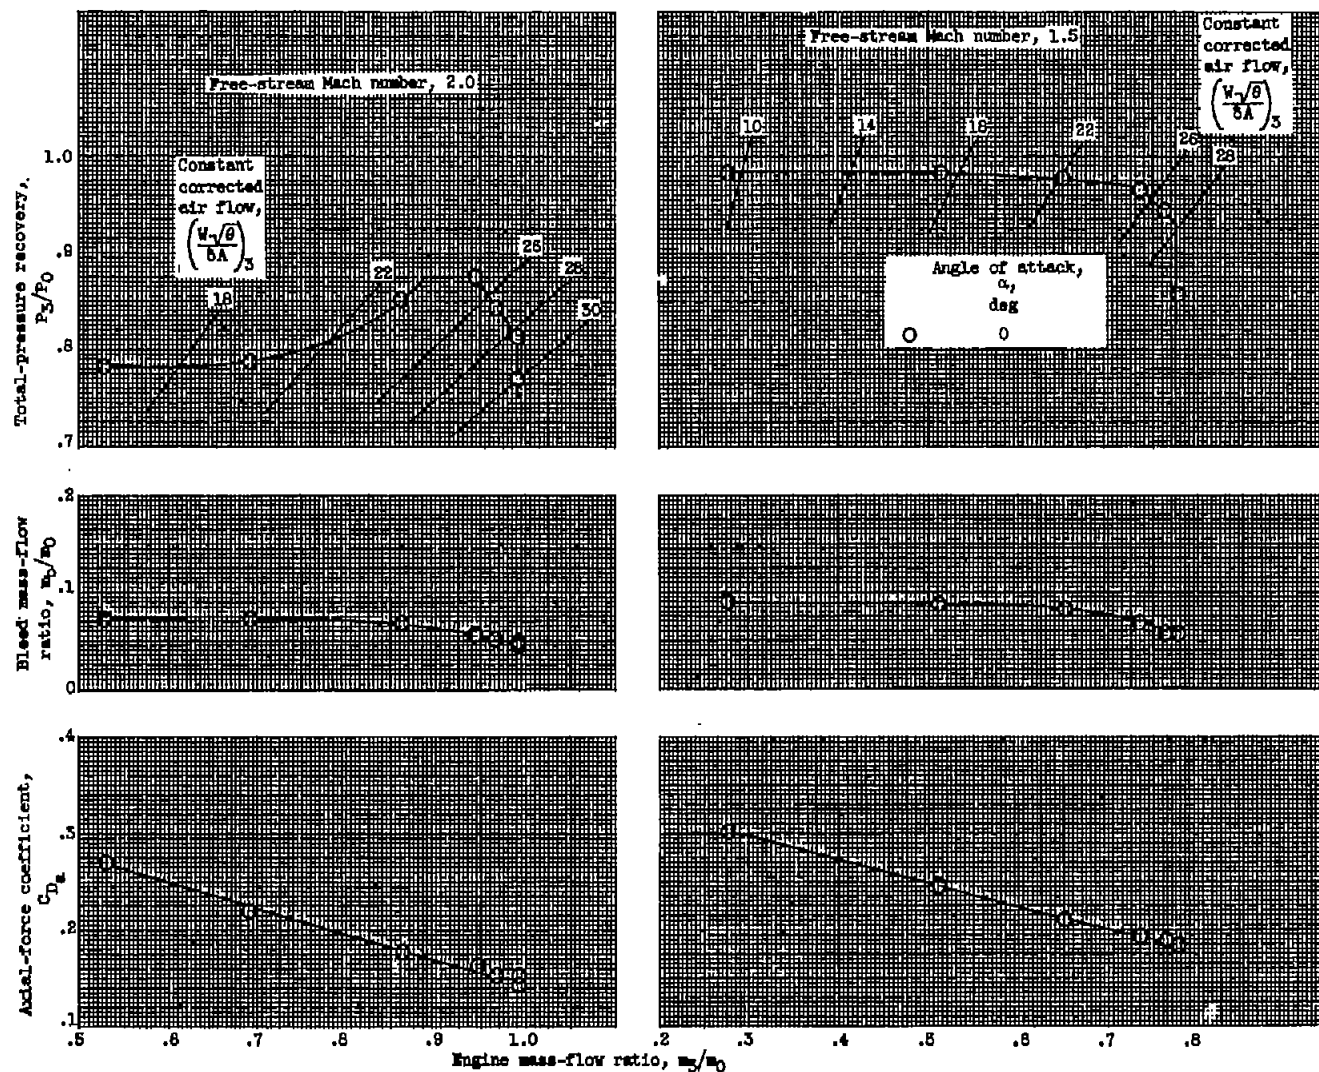 Free-stream Mach number, 2.0
Constant
corrected
air flow,
(W√θ/δA)3
18
22
26
28
30
Total-pressure recovery,
P3/P0
1.0
.9
.8
.7
Free-stream Mach number, 1.5
Constant
corrected
air flow,
(W√θ/δA)3
10
14
18
22
26
28
Angle of attack,
α,
deg
O 0
Bleed mass-flow
ratio, mb/m0
.2
.1
0
Axial-force coefficient,
CDa
.4
.3
.2
.1
.5 .6 .7 .8 .9 1.0
.2 .3 .4 .5 .6 .7 .8
Engine mass-flow ratio, m3/m0